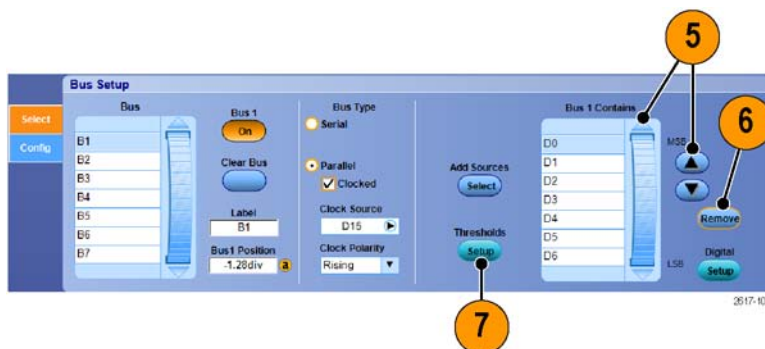 5
Bus Setup
Select
Config
Bus
B1
B2
B3
B4
B5
B6
B7
Bus 1
On
Clear Bus
Label
B1
Bus1 Position
-1.28div a
Bus Type
Serial
Parallel
Clocked
Clock Source
D15
Clock Polarity
Rising
Add Sources
Select
Thresholds
Setup
7
Bus 1 Contains
D0
D1
D2
D3
D4
D5
D6
MSB
6
Remove
LSB
Digital
Setup